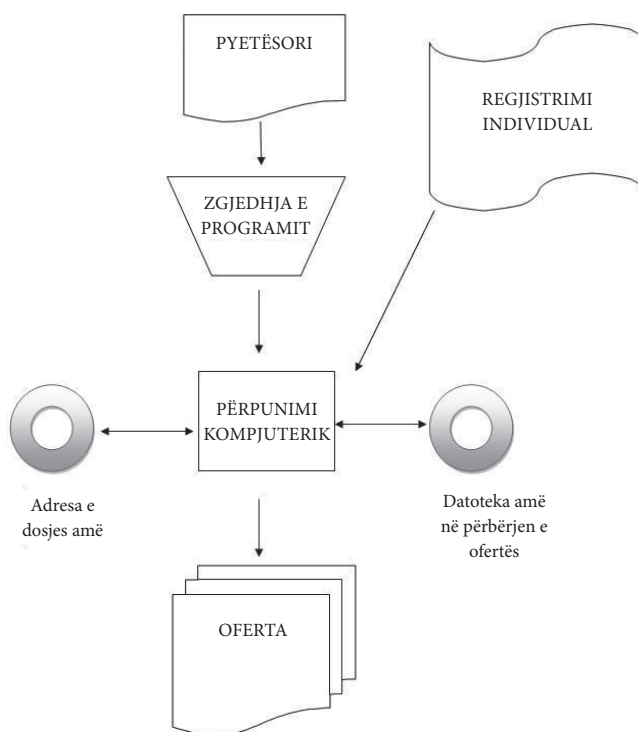 PYETËSORI
REGJISTRIMI
INDIVIDUAL
ZGJEDHJA E
PROGRAMIT
PËRPUNIMI
KOMPJUTERIK
Adresa e
dosjes amë
Datoteka amë
në përbërjen e
ofertës
OFERTA